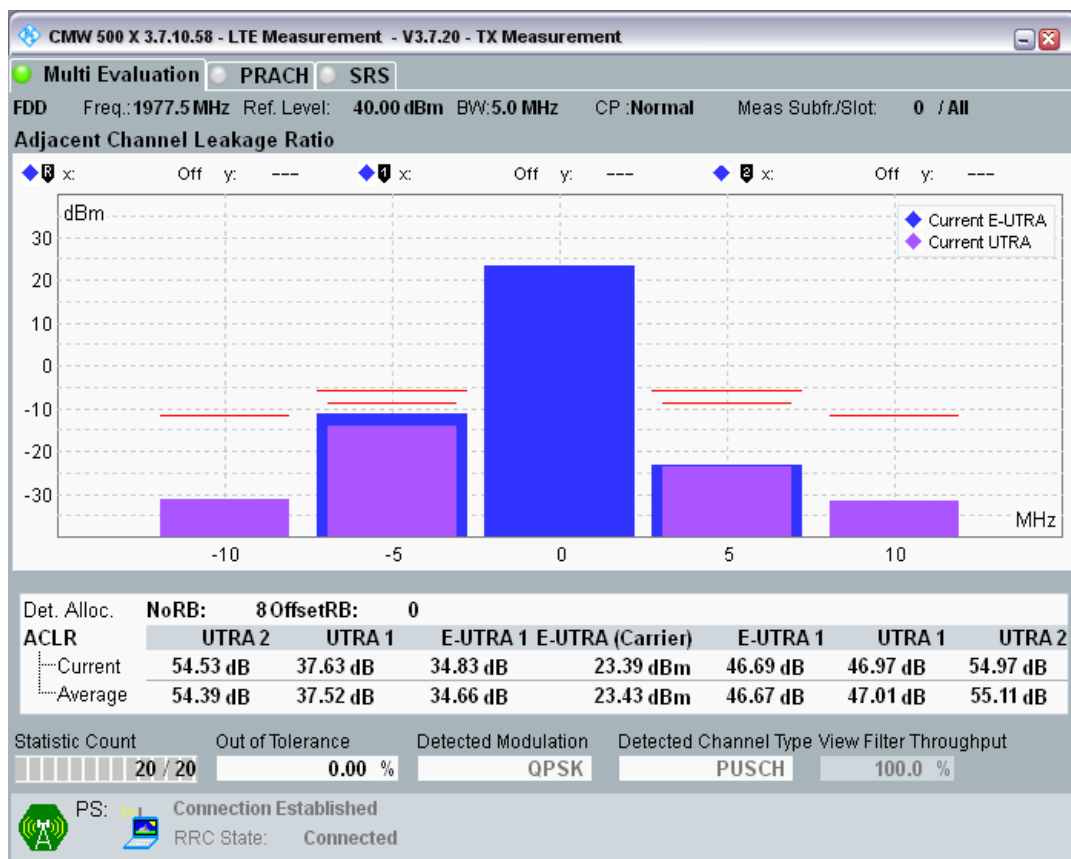 CMW 500 X 3.7.10.58 - LTE Measurement - V3.7.20 - TX Measurement
Multi Evaluation PRACH SRS
FDD Freq.: 1977.5 MHz Ref. Level: 40.00 dBm BW: 5.0 MHz CP : Normal Meas Subfr./Slot: 0 / All
Adjacent Channel Leakage Ratio
R x: Off y: --- 1 x: Off y: --- 2 x: Off y: ---
dBm
Current E-UTRA
Current UTRA
30
20
10
0
-10
-20
-30
MHz
-10 -5 0 5 10
Det. Alloc. NoRB: 8 OffsetRB: 0
ACLR UTRA 2 UTRA 1 E-UTRA 1 E-UTRA (Carrier) E-UTRA 1 UTRA 1 UTRA 2
Current 54.53 dB 37.63 dB 34.83 dB 23.39 dBm 46.69 dB 46.97 dB 54.97 dB
Average 54.39 dB 37.52 dB 34.66 dB 23.43 dBm 46.67 dB 47.01 dB 55.11 dB
Statistic Count Out of Tolerance Detected Modulation Detected Channel Type View Filter Throughput
20 / 20 0.00 % QPSK PUSCH 100.0 %
PS: Connection Established
RRC State: Connected